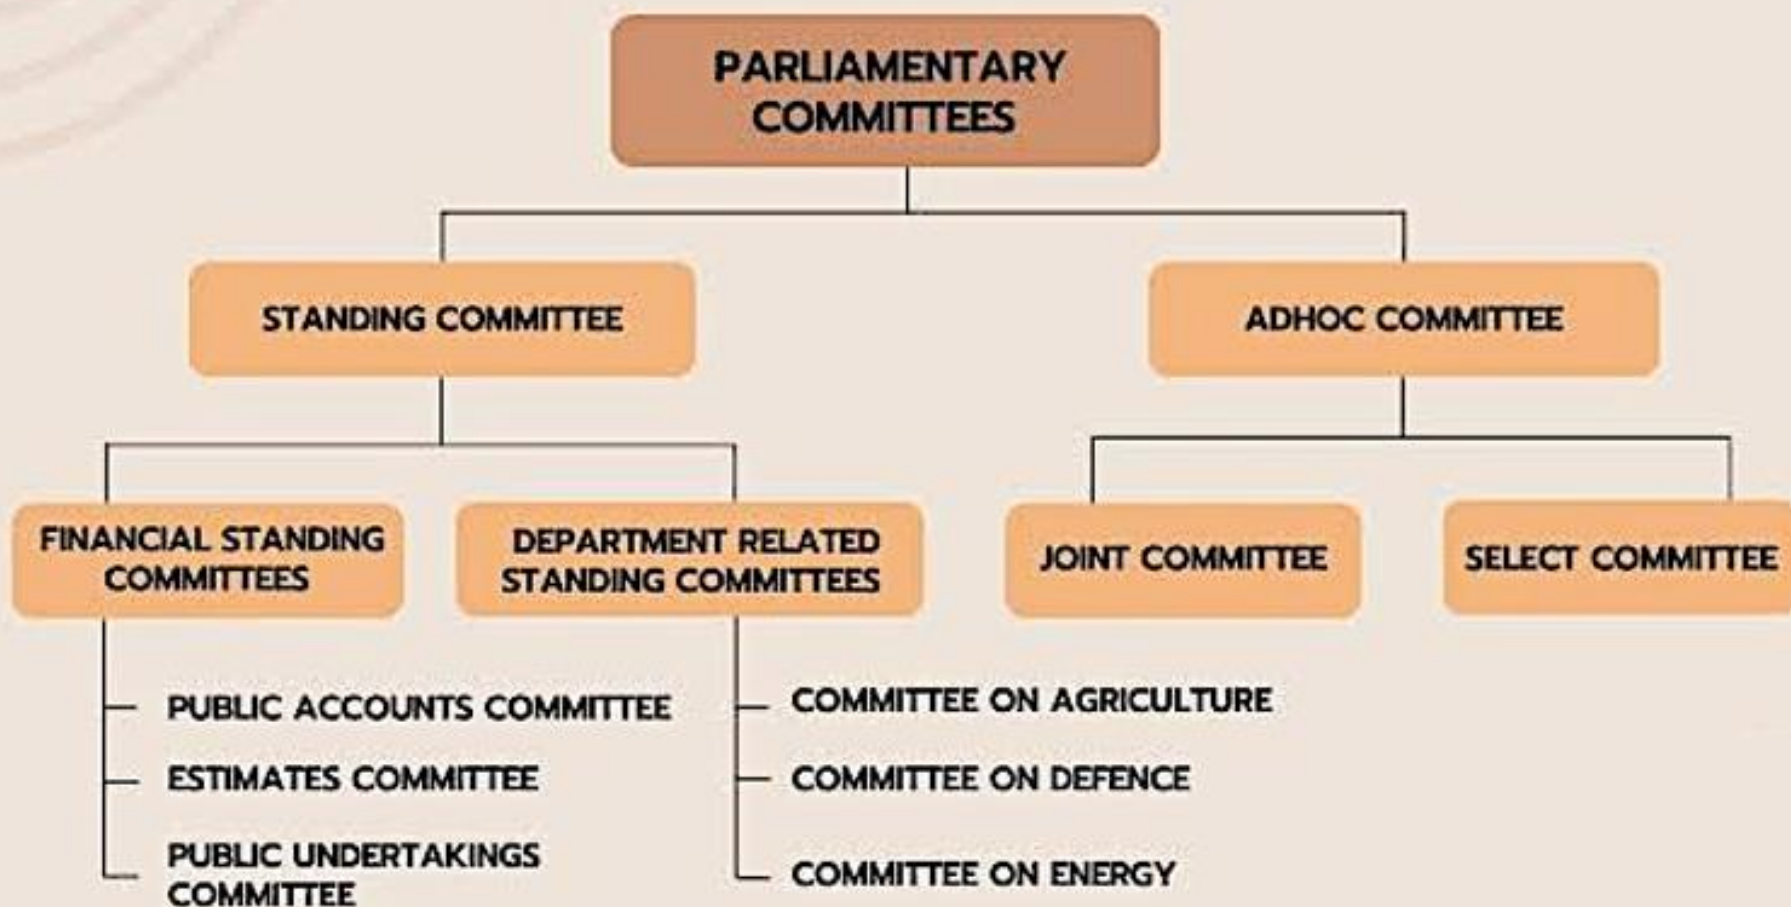 PARLIAMENTARY
COMMITTEES
STANDING COMMITTEE
ADHOC COMMITTEE
FINANCIAL STANDING
COMMITTEES
DEPARTMENT RELATED
STANDING COMMITTEES
JOINT COMMITTEE
SELECT COMMITTEE
PUBLIC ACCOUNTS COMMITTEE
ESTIMATES COMMITTEE
PUBLIC UNDERTAKINGS
COMMITTEE
COMMITTEE ON AGRICULTURE
COMMITTEE ON DEFENCE
COMMITTEE ON ENERGY